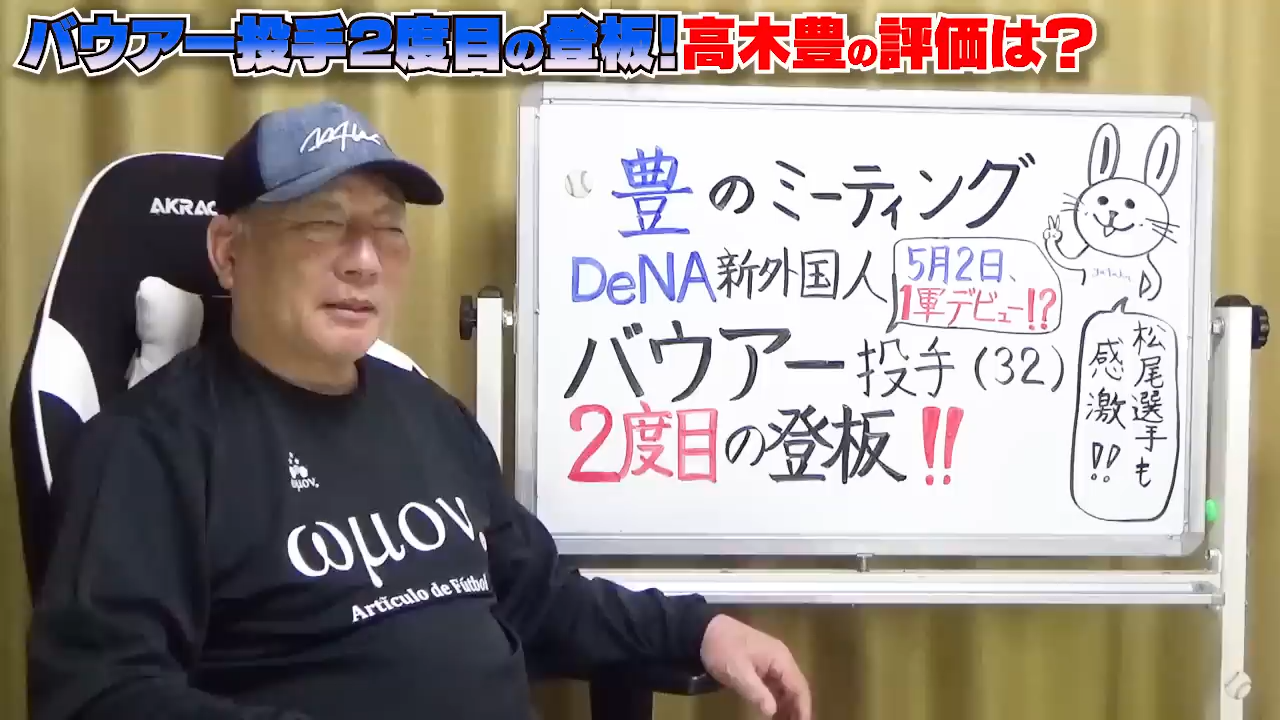 バウアー投手2度目の登板!高木豊の評価は?
AKRAC
豊のミーティング
DeNA新外国人
5月2日、
1軍デビュー!?
バウアー投手(32)
2度目の登板!!
松尾選手も
感激!!
ωμον.
ωμον.
Artículo de Fútbol